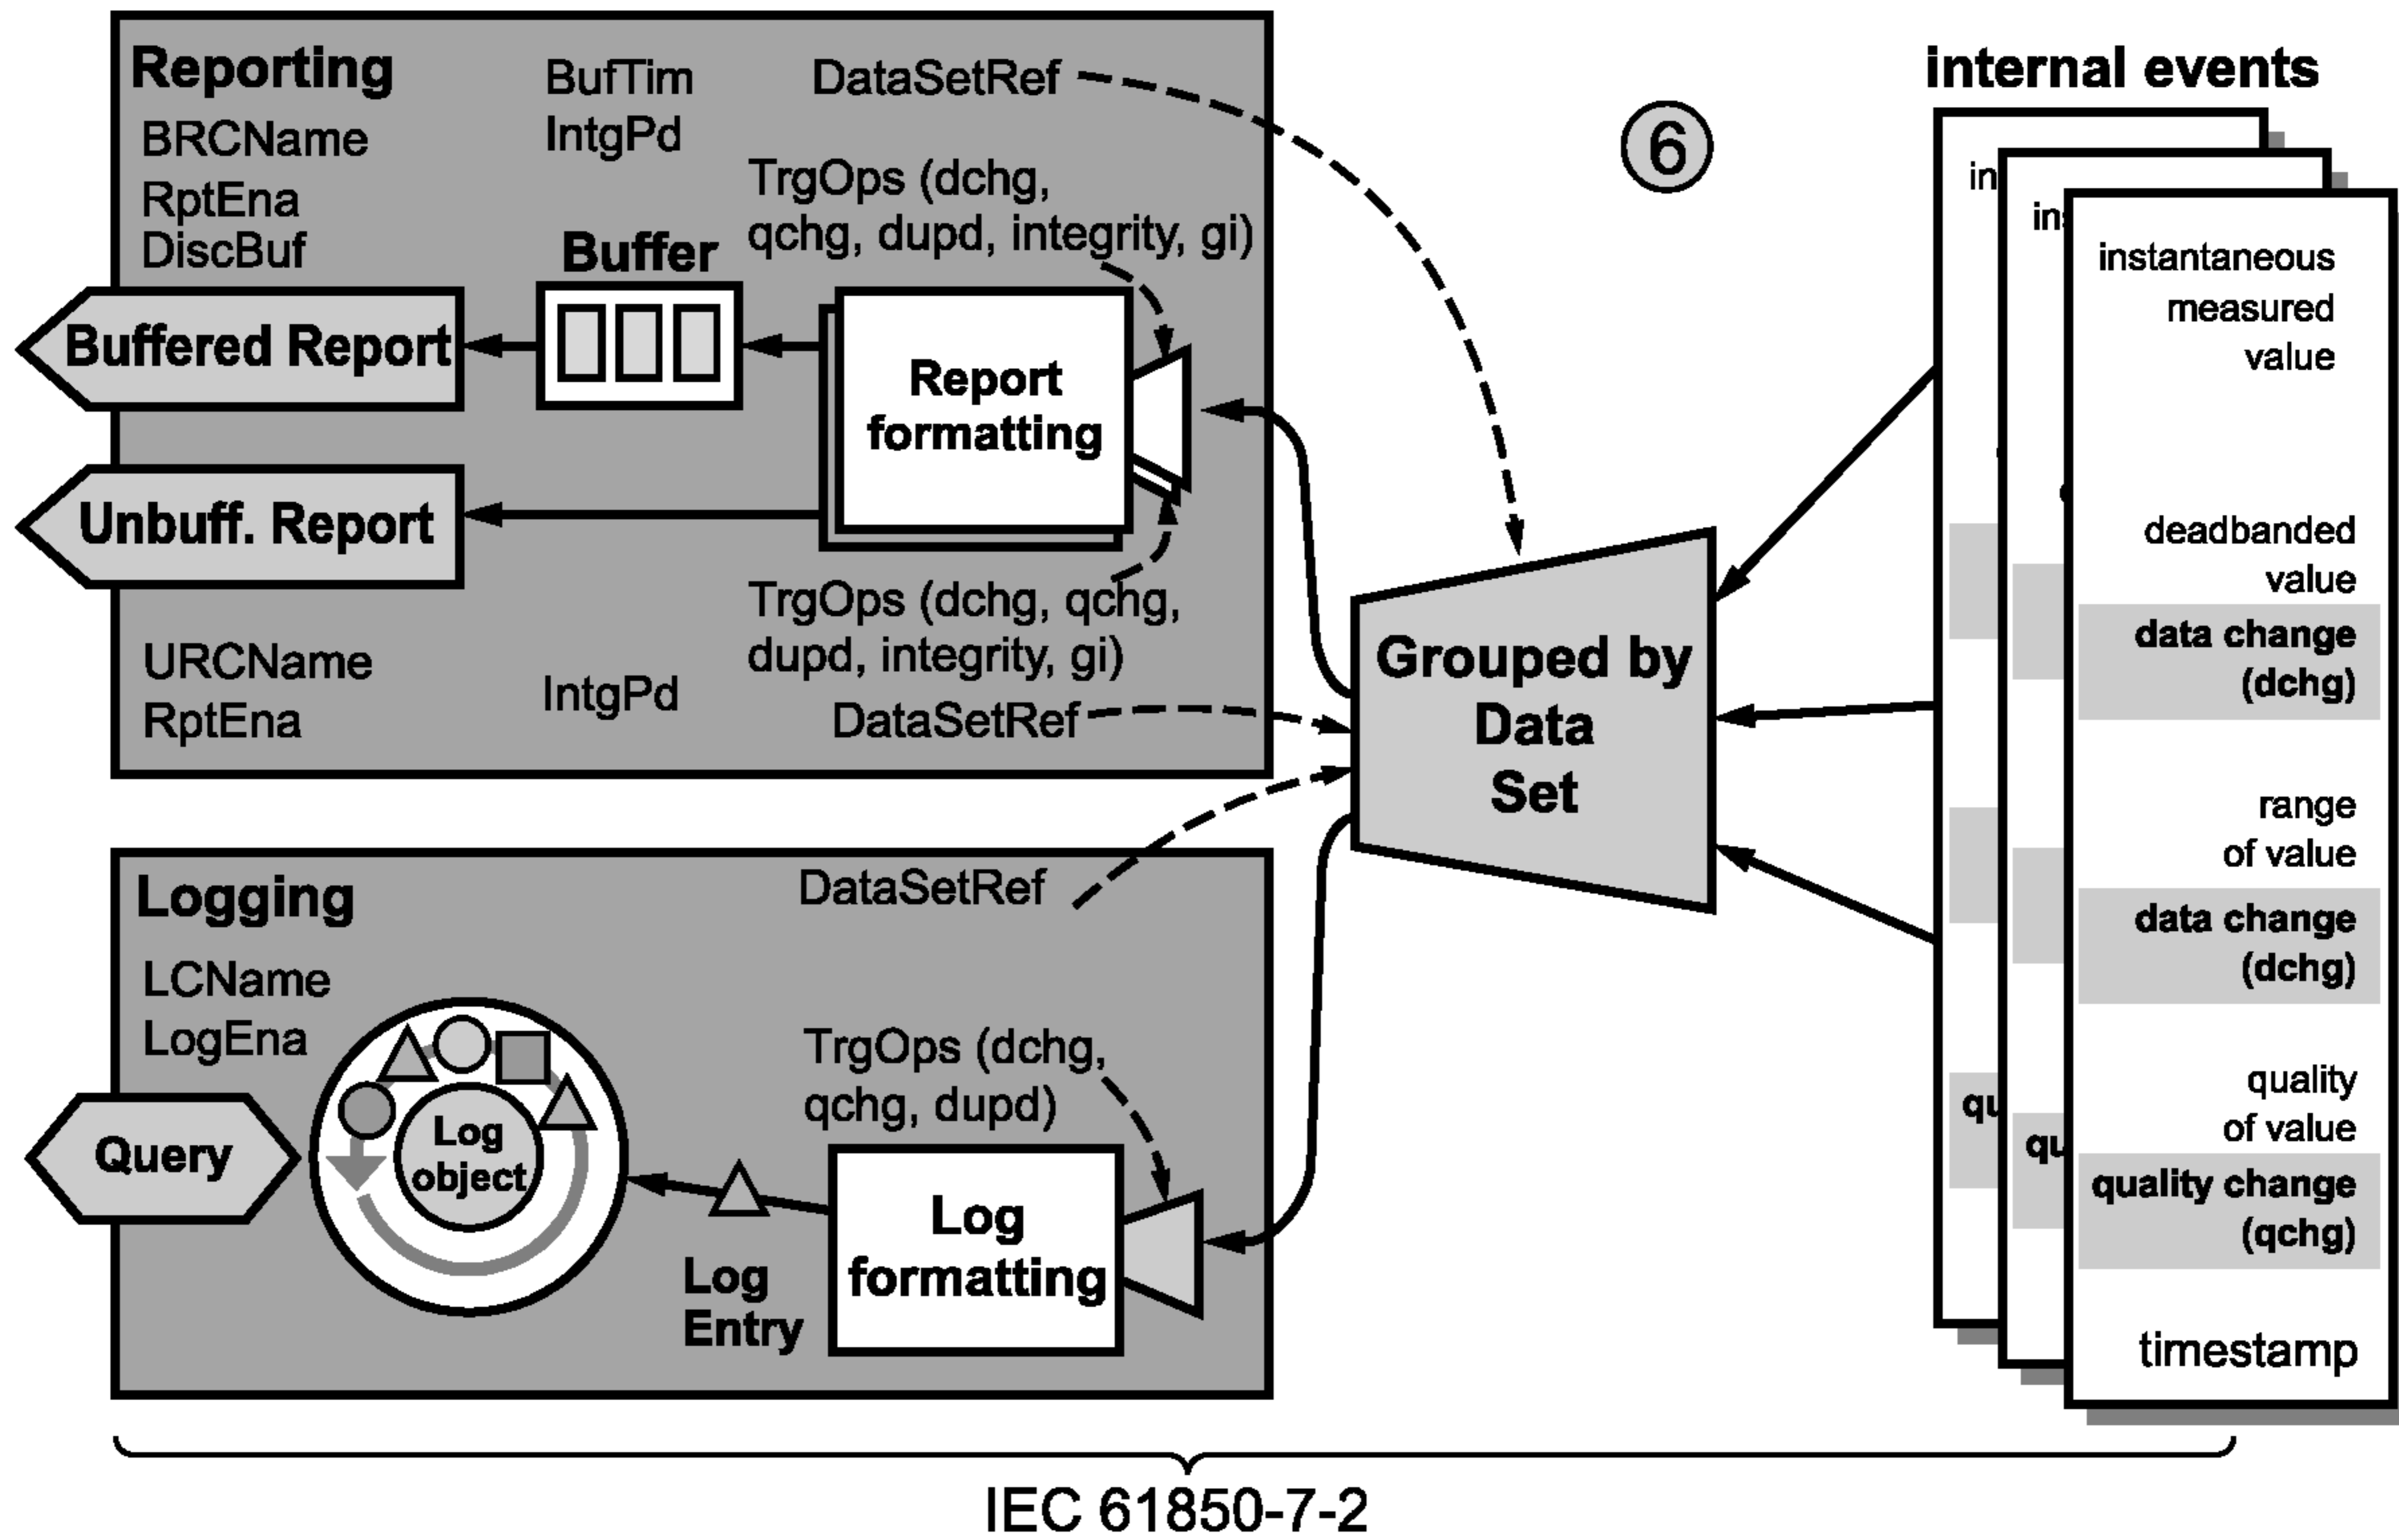 Reporting
BRCName
RptEna
DiscBuf
BufTim
IntgPd
DataSetRef
TrgOps (dchg,
qchg, dupd, integrity, gi)
Buffer
Buffered Report
Report
formatting
Unbuff. Report
TrgOps (dchg, qchg,
dupd, integrity, gi)
URCName
RptEna
IntgPd
DataSetRef
Logging
LCName
LogEna
DataSetRef
TrgOps (dchg,
qchg, dupd)
Query
Log
object
Log
Entry
Log
formatting
Grouped by
Data
Set
6
internal events
in
in
instantaneous
measured
value
deadbanded
value
data change
(dchg)
range
of value
data change
(dchg)
quality
of value
qu
qu
quality change
(qchg)
timestamp
IEC 61850-7-2